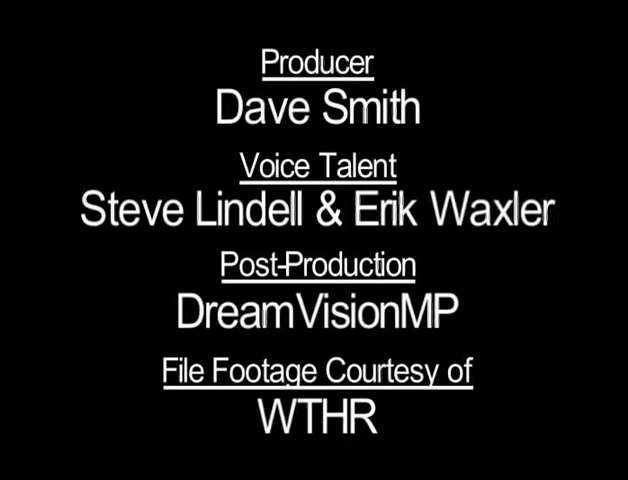 Producer
Dave Smith
Voice Talent
Steve Lindell & Erik Waxler
Post-Production
DreamVisionMP
File Footage Courtesy of
WTHR